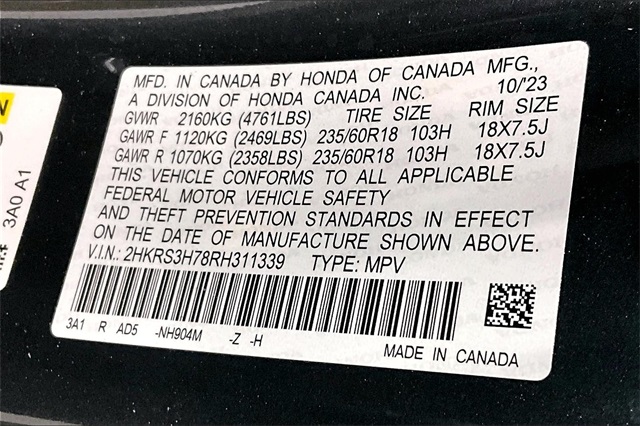 MFD. IN CANADA BY HONDA OF CANADA MFG.,
A DIVISION OF HONDA CANADA INC. 10/'23
GVWR 2160KG (4761LBS) TIRE SIZE RIM SIZE
GAWR F 1120KG (2469LBS) 235/60R18 103H 18X7.5J
GAWR R 1070KG (2358LBS) 235/60R18 103H 18X7.5J
THIS VEHICLE CONFORMS TO ALL APPLICABLE
FEDERAL MOTOR VEHICLE SAFETY
AND THEFT PREVENTION STANDARDS IN EFFECT
ON THE DATE OF MANUFACTURE SHOWN ABOVE.
V.I.N.: 2HKRS3H78RH311339 TYPE: MPV
3A1 R AD5 -NH904M -Z -H
MADE IN CANADA
3A0 A1